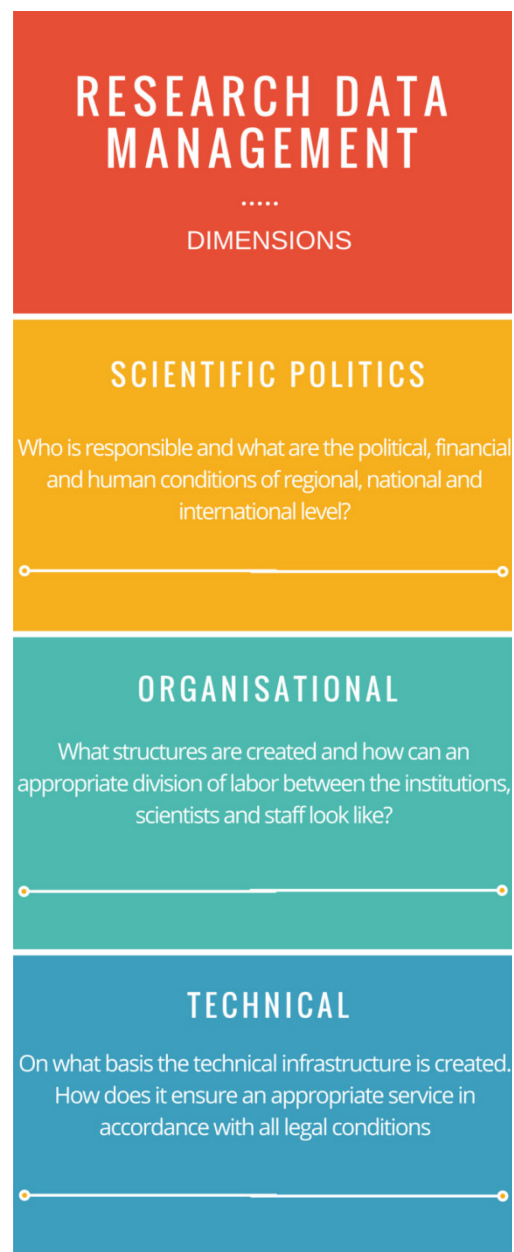 RESEARCH DATA
MANAGEMENT
.....
DIMENSIONS
SCIENTIFIC POLITICS
Who is responsible and what are the political, financial
and human conditions of regional, national and
international level?
ORGANISATIONAL
What structures are created and how can an
appropriate division of labor between the institutions,
scientists and staff look like?
TECHNICAL
On what basis the technical infrastructure is created.
How does it ensure an appropriate service in
accordance with all legal conditions